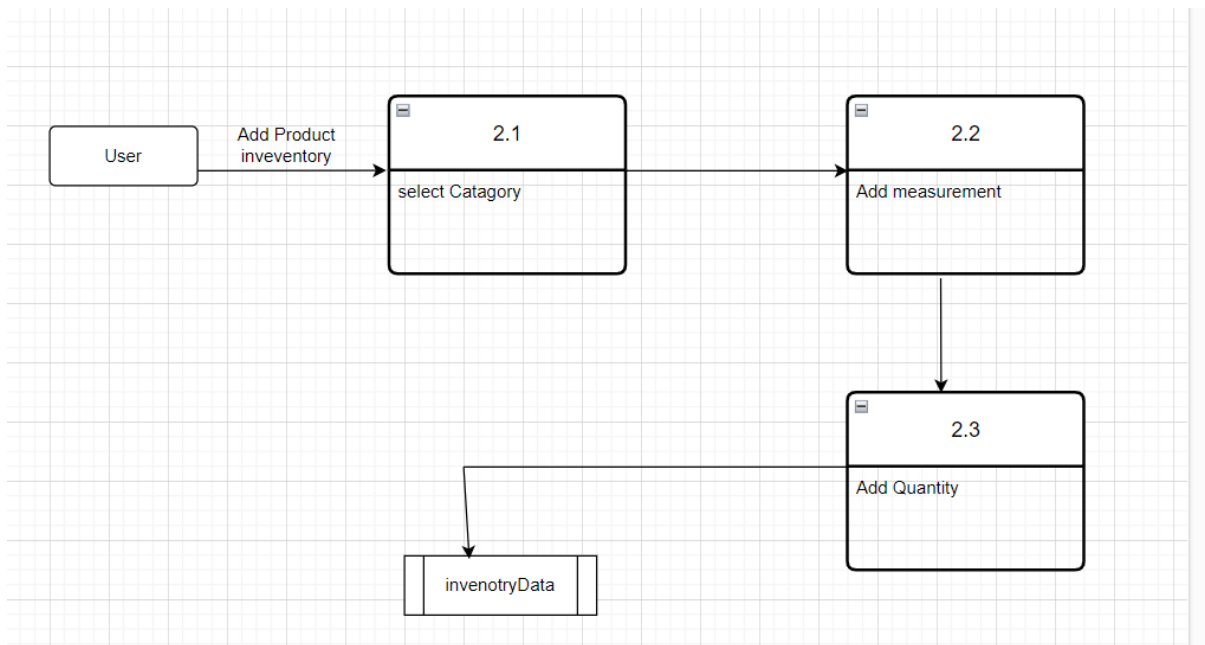 User
Add Product
inveventory
2.1
select Catagory
2.2
Add measurement
2.3
Add Quantity
invenotryData